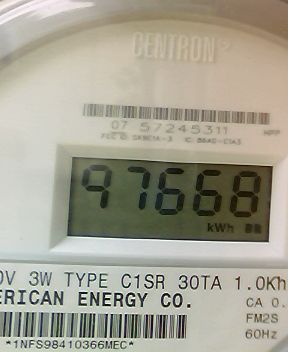 CENTRON
07 57245311
97668
kWh
0V 3W TYPE C1SR 30TA 1.0Kh
ERICAN ENERGY CO.
CA 0.
FM2S
60Hz
*1NFS98410366MEC*